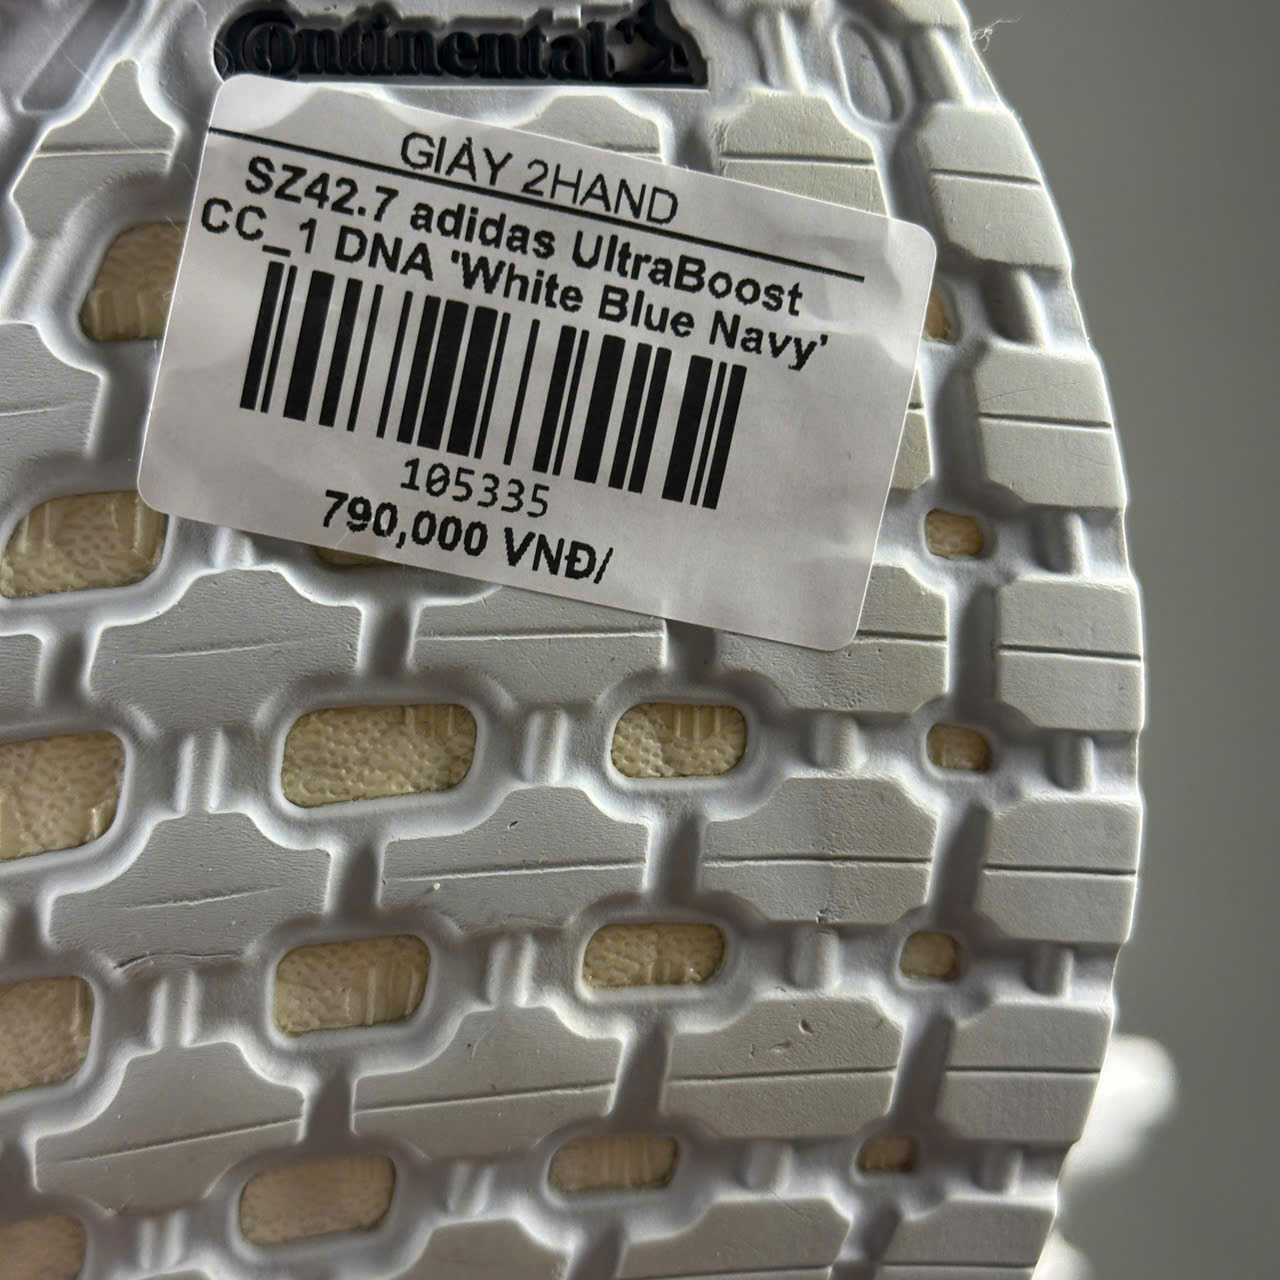 Continental
GIÀY 2HAND
SZ42.7 adidas UltraBoost
CC_1 DNA 'White Blue Navy'
105335
790,000 VNĐ/